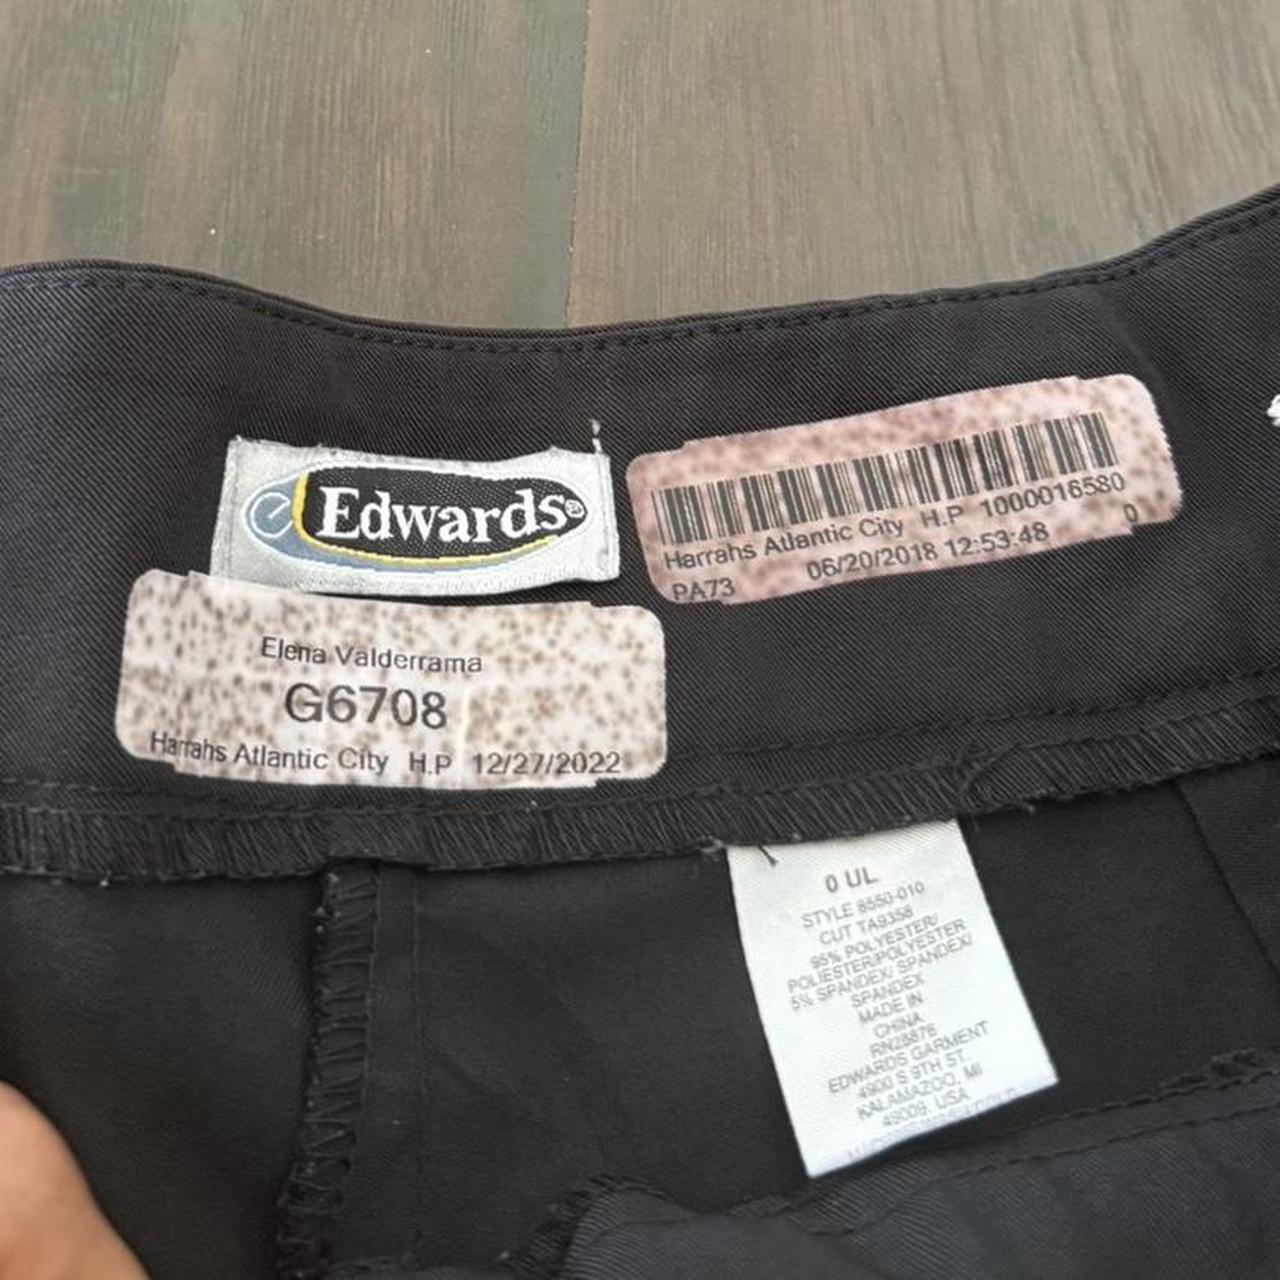 Edwards®
Harrahs Atlantic City H.P 1000016580
PA73 06/20/2018 12:53:48 0
Elena Valderrama
G6708
Harrahs Atlantic City H.P 12/27/2022
0 UL
STYLE 8550-010
CUT TA9358
95% POLYESTER/
POLIESTER/POLYESTER
5% SPANDEX/ SPANDEX/
SPANDEX
MADE IN
CHINA
RN28876
EDWARDS GARMENT
4900 S 9TH ST.
KALAMAZOO, MI
49009 USA